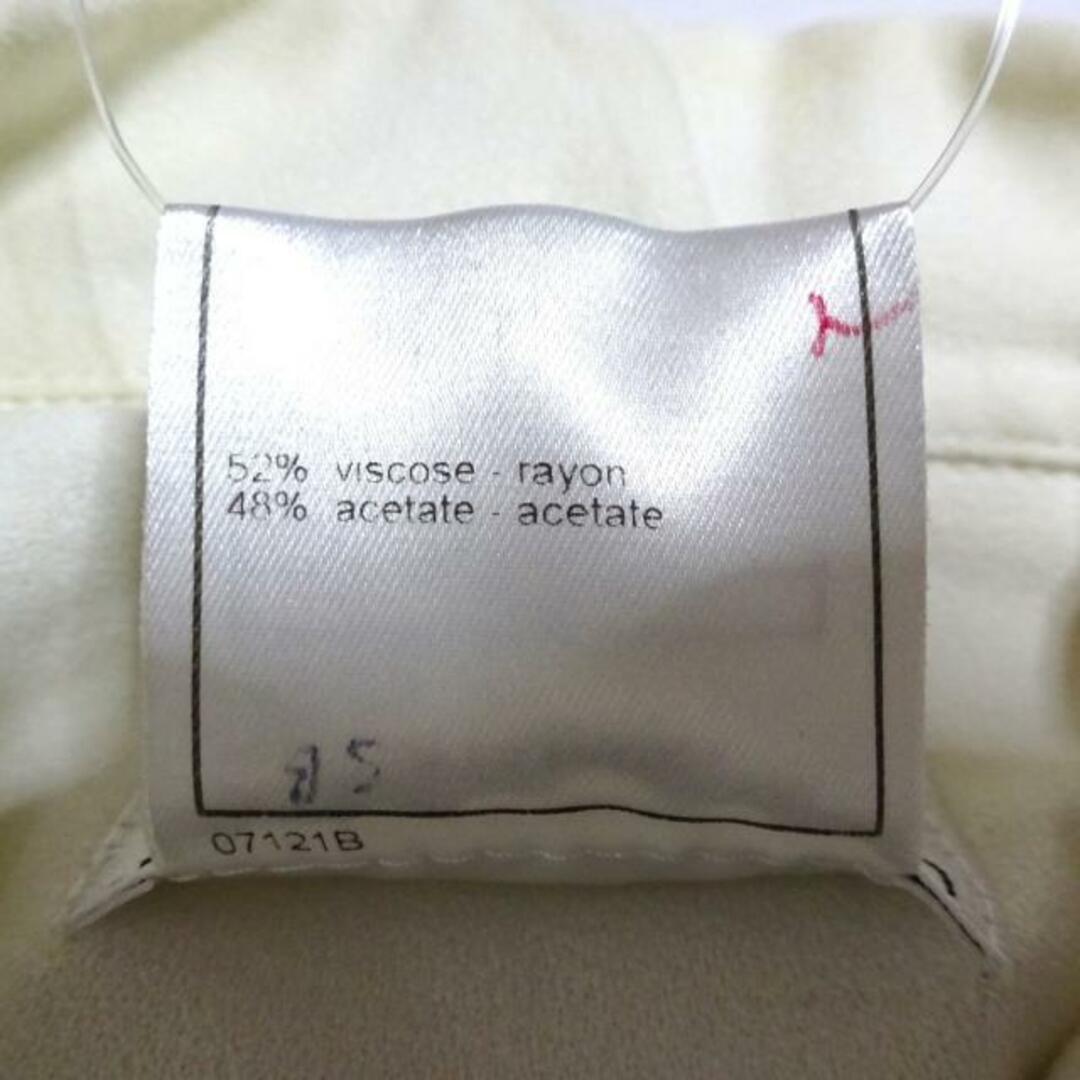 52% viscose - rayon
48% acetate - acetate
07121B